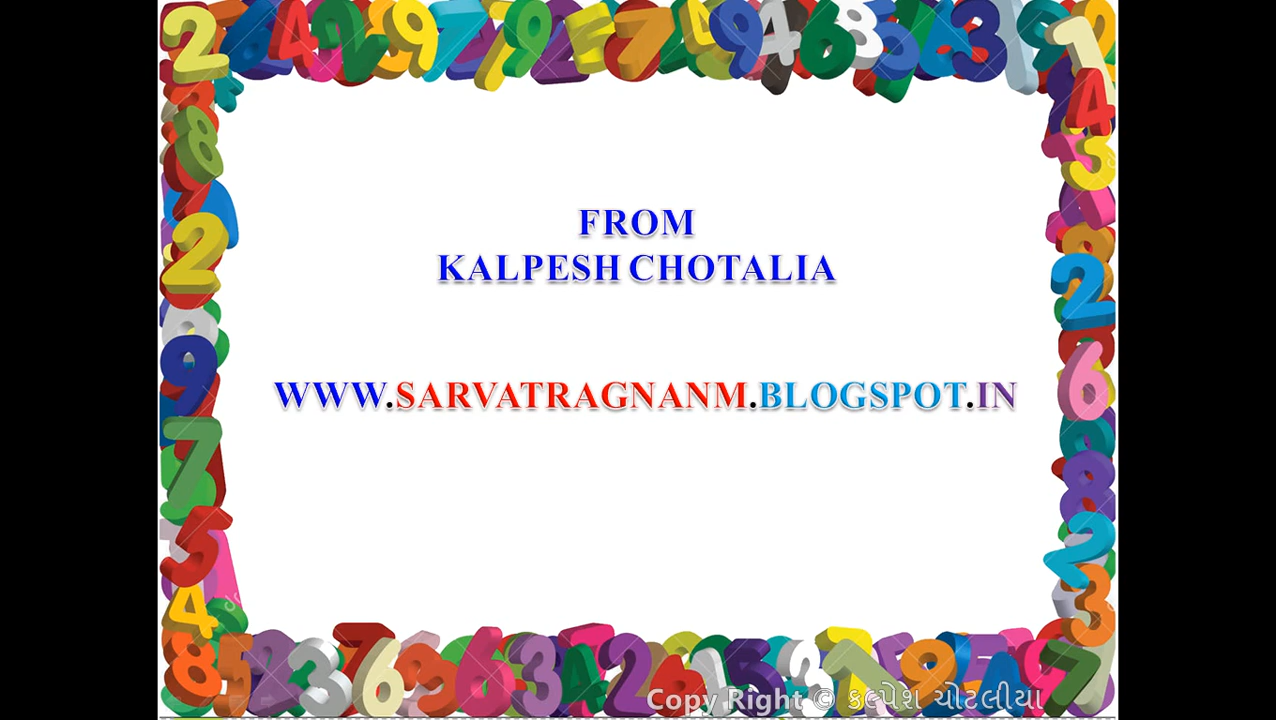 FROM
KALPESH CHOTALIA
WWW.SARVATRAGNANM.BLOGSPOT.IN
Copy Right © કલ્પેશ ચોટલીયા